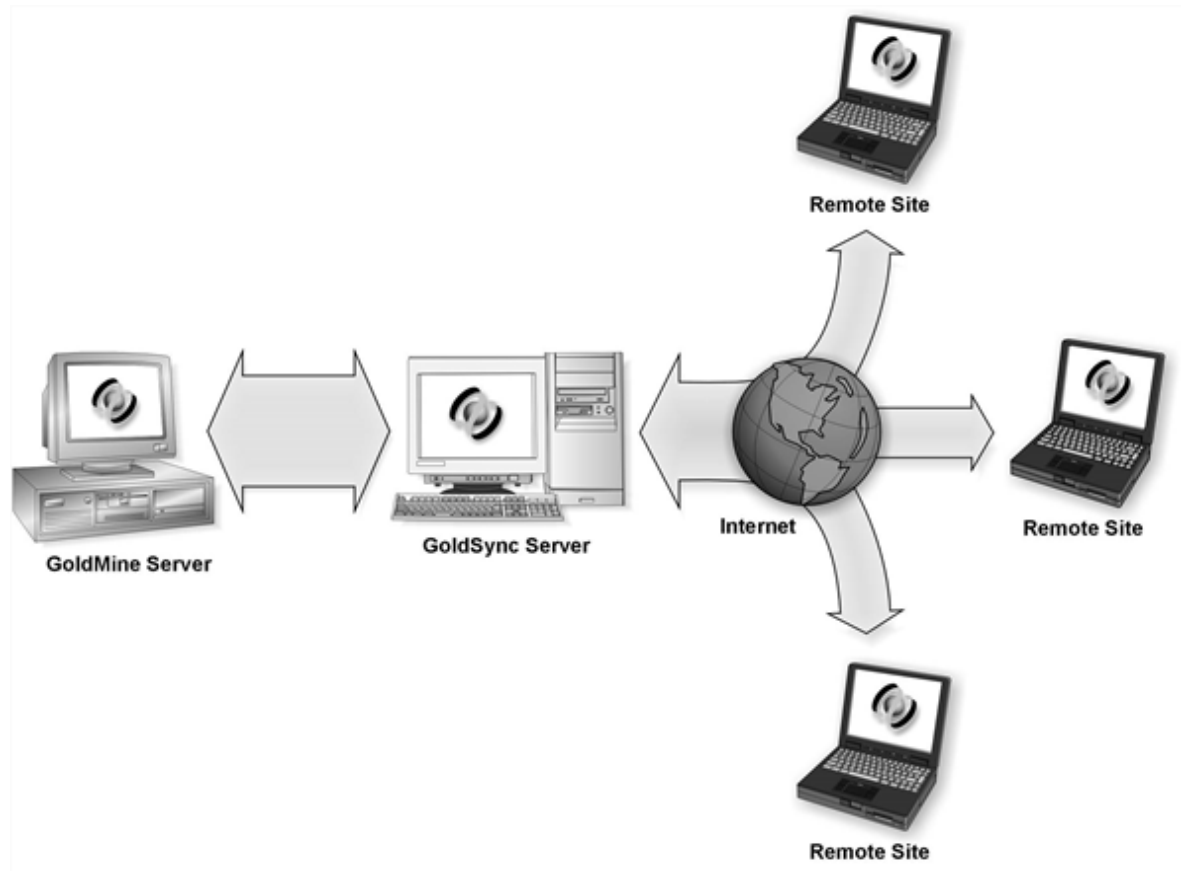 Remote Site
GoldMine Server
GoldSync Server
Internet
Remote Site
Remote Site